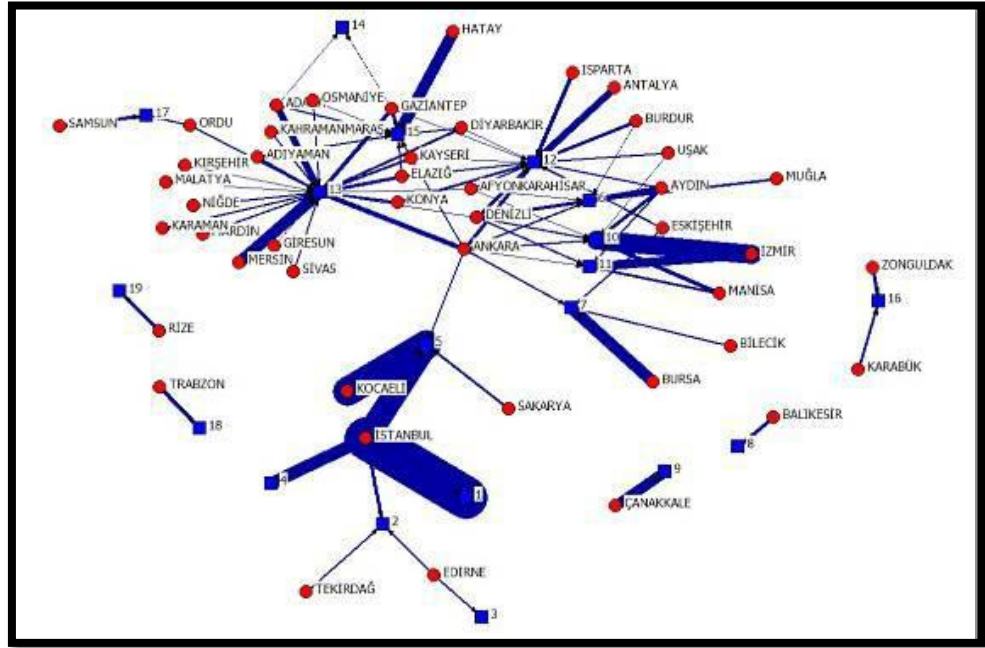 14
HATAY
ISPARTA
ANTALYA
OSMANİYE
GAZİANTEP
17
SAMSUN
ORDU
KAHRAMANMARAŞ
15
DİYARBAKIR
BURDUR
ADIYAMAN
KAYSERİ
12
UŞAK
KIRŞEHİR
ELAZIĞ
MALATYA
13
AFYONKARAHİSAR
AYDIN
MUĞLA
NİĞDE
KONYA
6
DENİZLİ
KARAMAN
ESKİŞEHİR
10
GİRESUN
ANKARA
İZMİR
MERSİN
SİVAS
11
ZONGULDAK
19
MANİSA
16
7
RİZE
5
BİLECİK
KARABÜK
TRABZON
KOCAELİ
BURSA
SAKARYA
BALIKESİR
18
İSTANBUL
8
9
4
1
ÇANAKKALE
2
EDİRNE
TEKİRDAĞ
3